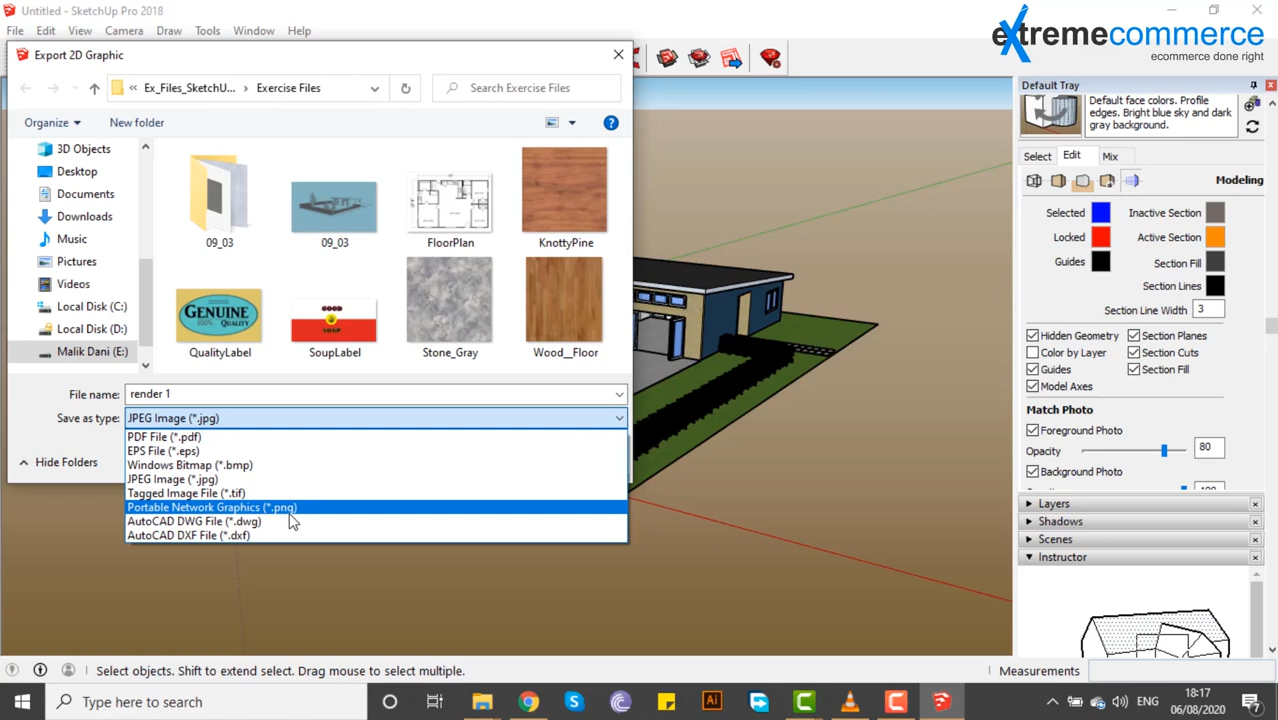 Untitled - SketchUp Pro 2018
File Edit View Camera Draw Tools Window Help
extremecommerce
ecommerce done right
Export 2D Graphic
« Ex_Files_SketchU... > Exercise Files
Search Exercise Files
Organize
New folder
3D Objects
Desktop
Documents
Downloads
Music
Pictures
Videos
Local Disk (C:)
Local Disk (D:)
Malik Dani (E:)
09_03
09_03
FloorPlan
KnottyPine
GENUINE
100% QUALITY
QualityLabel
GOOD
SOUP
SoupLabel
Stone_Gray
Wood__Floor
File name: render 1
Save as type: JPEG Image (*.jpg)
PDF File (*.pdf)
EPS File (*.eps)
Windows Bitmap (*.bmp)
JPEG Image (*.jpg)
Tagged Image File (*.tif)
Portable Network Graphics (*.png)
AutoCAD DWG File (*.dwg)
AutoCAD DXF File (*.dxf)
Hide Folders
Default Tray
Default face colors. Profile
edges. Bright blue sky and dark
gray background.
Select Edit Mix
Modeling
Selected Inactive Section
Locked Active Section
Guides Section Fill
Section Lines
Section Line Width 3
Hidden Geometry Section Planes
Color by Layer Section Cuts
Guides Section Fill
Model Axes
Match Photo
Foreground Photo
Opacity 80
Background Photo
Layers
Shadows
Scenes
Instructor
Select objects. Shift to extend select. Drag mouse to select multiple.
Measurements
Type here to search
Ai
ENG
18:17
06/08/2020
7